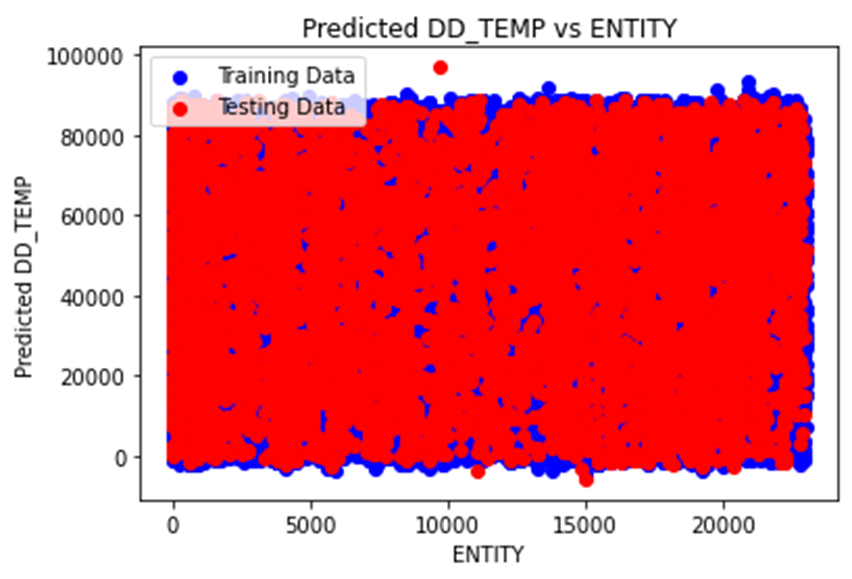 Predicted DD_TEMP vs ENTITY
100000
80000
60000
40000
20000
0
Predicted DD_TEMP
Training Data
Testing Data
0 5000 10000 15000 20000
ENTITY